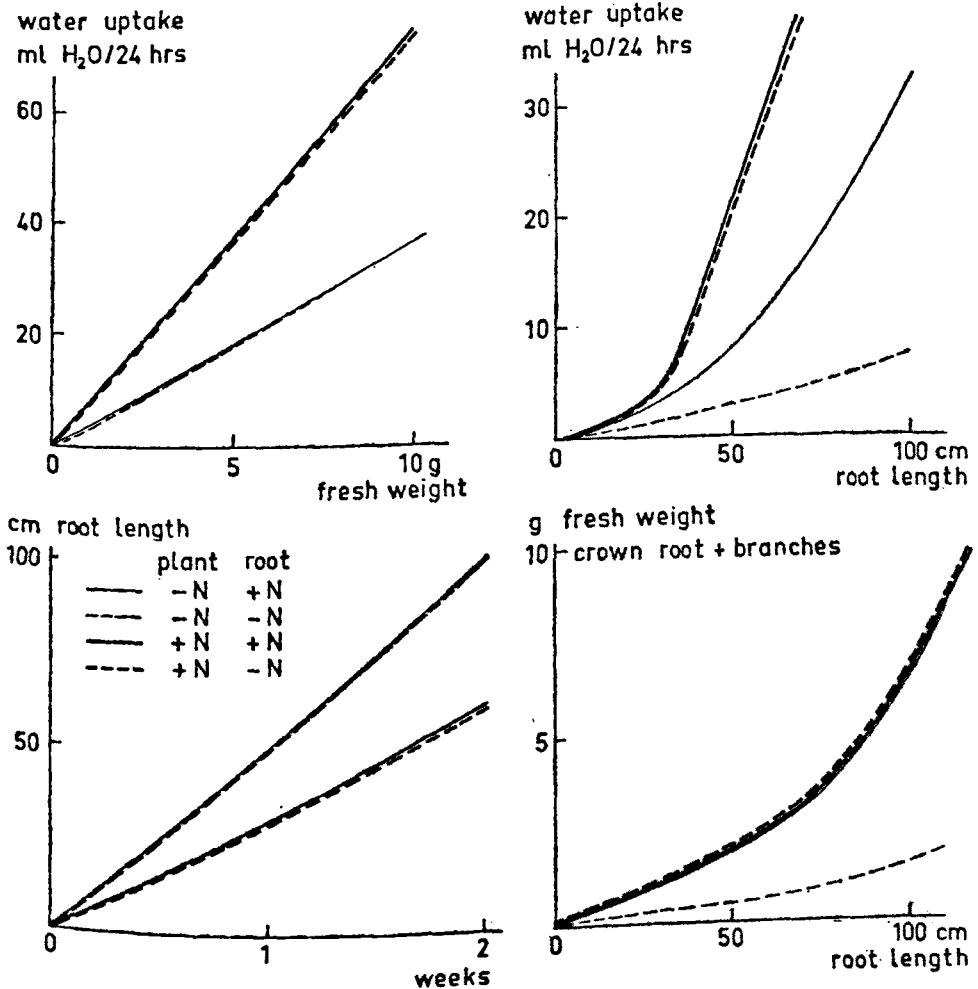 water uptake
ml H₂O/24 hrs
60
40
20
0
5
10 g
fresh weight
water uptake
ml H₂O/24 hrs
30
20
10
0
50
100 cm
root length
cm root length
100
50
plant root
-N +N
-N -N
+N +N
+N -N
0
1
2
weeks
g fresh weight
crown root + branches
10
5
0
50
100 cm
root length